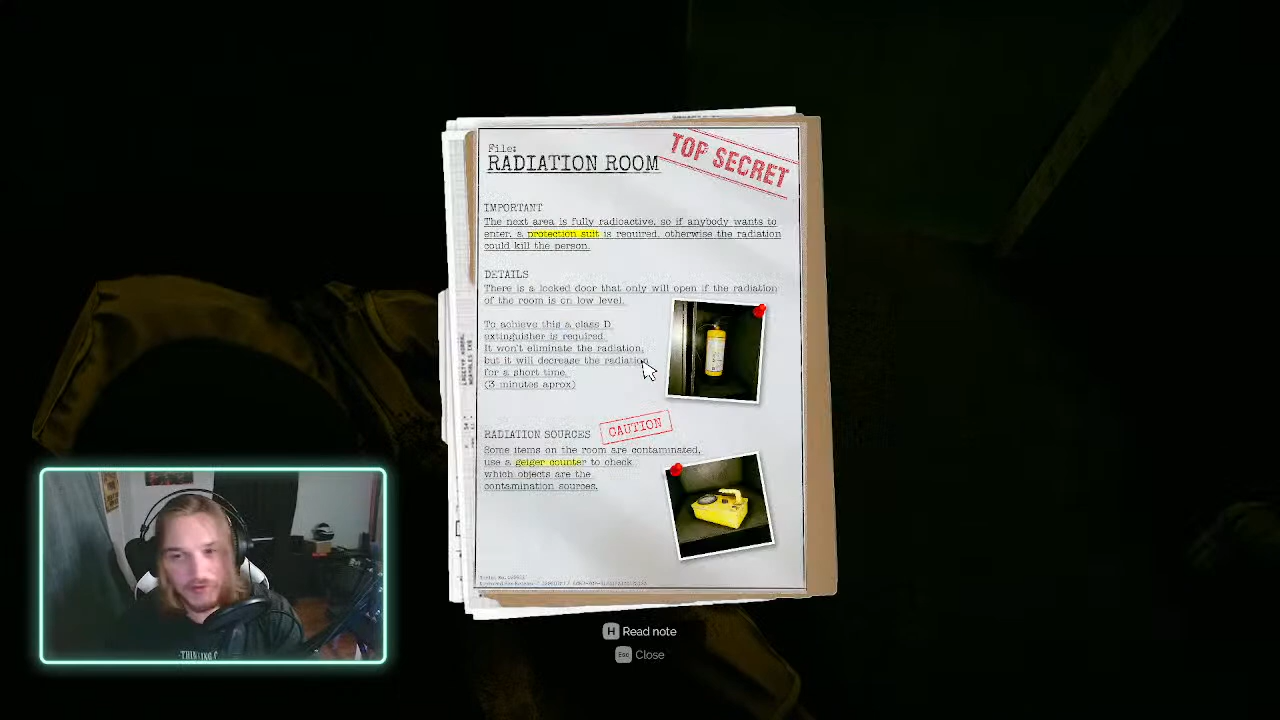 File:
RADIATION ROOM
TOP SECRET
IMPORTANT
The next area is fully radioactive, so if anybody wants to
enter, a protection suit is required, otherwise the radiation
could kill the person.
DETAILS
There is a locked door that only will open if the radiation
of the room is on low level.
To achieve this a class D
extinguisher is required.
It won't eliminate the radiation,
but it will decrease the radiation
for a short time.
(3 minutes aprox)
RADIATION SOURCES
CAUTION
Some items on the room are contaminated,
use a geiger counter to check
which objects are the
contamination sources.
H Read note
Esc Close